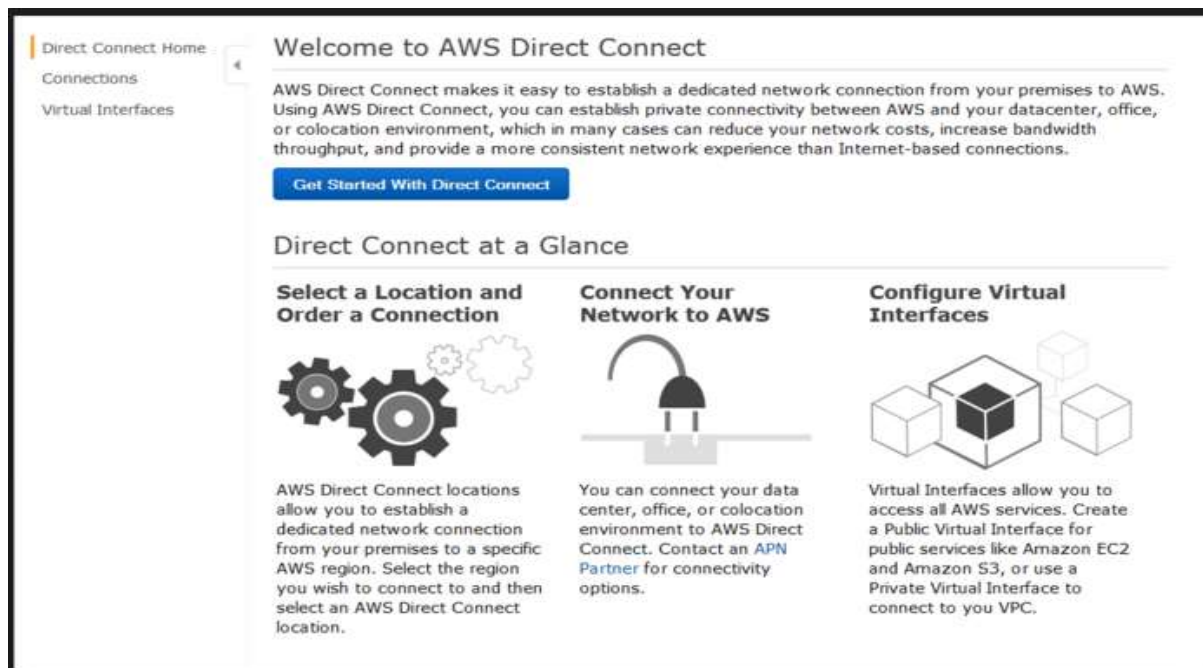 Direct Connect Home
Connections
Virtual Interfaces
Welcome to AWS Direct Connect
AWS Direct Connect makes it easy to establish a dedicated network connection from your premises to AWS.
Using AWS Direct Connect, you can establish private connectivity between AWS and your datacenter, office,
or colocation environment, which in many cases can reduce your network costs, increase bandwidth
throughput, and provide a more consistent network experience than Internet-based connections.
Get Started With Direct Connect
Direct Connect at a Glance
Select a Location and
Order a Connection
AWS Direct Connect locations
allow you to establish a
dedicated network connection
from your premises to a specific
AWS region. Select the region
you wish to connect to and then
select an AWS Direct Connect
location.
Connect Your
Network to AWS
You can connect your data
center, office, or colocation
environment to AWS Direct
Connect. Contact an APN
Partner for connectivity
options.
Configure Virtual
Interfaces
Virtual Interfaces allow you to
access all AWS services. Create
a Public Virtual Interface for
public services like Amazon EC2
and Amazon S3, or use a
Private Virtual Interface to
connect to you VPC.